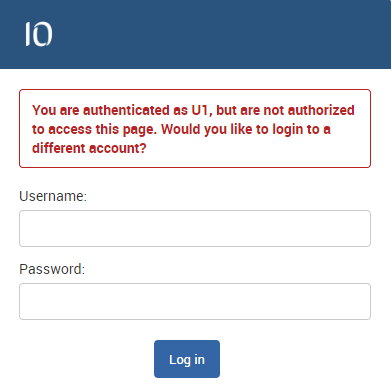 IO
You are authenticated as U1, but are not authorized
to access this page. Would you like to login to a
different account?
Username:
Password:
Log in